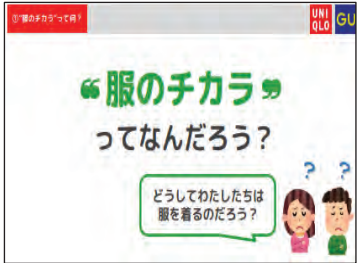 ①“服のチカラ”って何？
UNI
QLO
GU
“服のチカラ”
ってなんだろう？
？ ？
どうしてわたしたちは
服を着るのだろう？